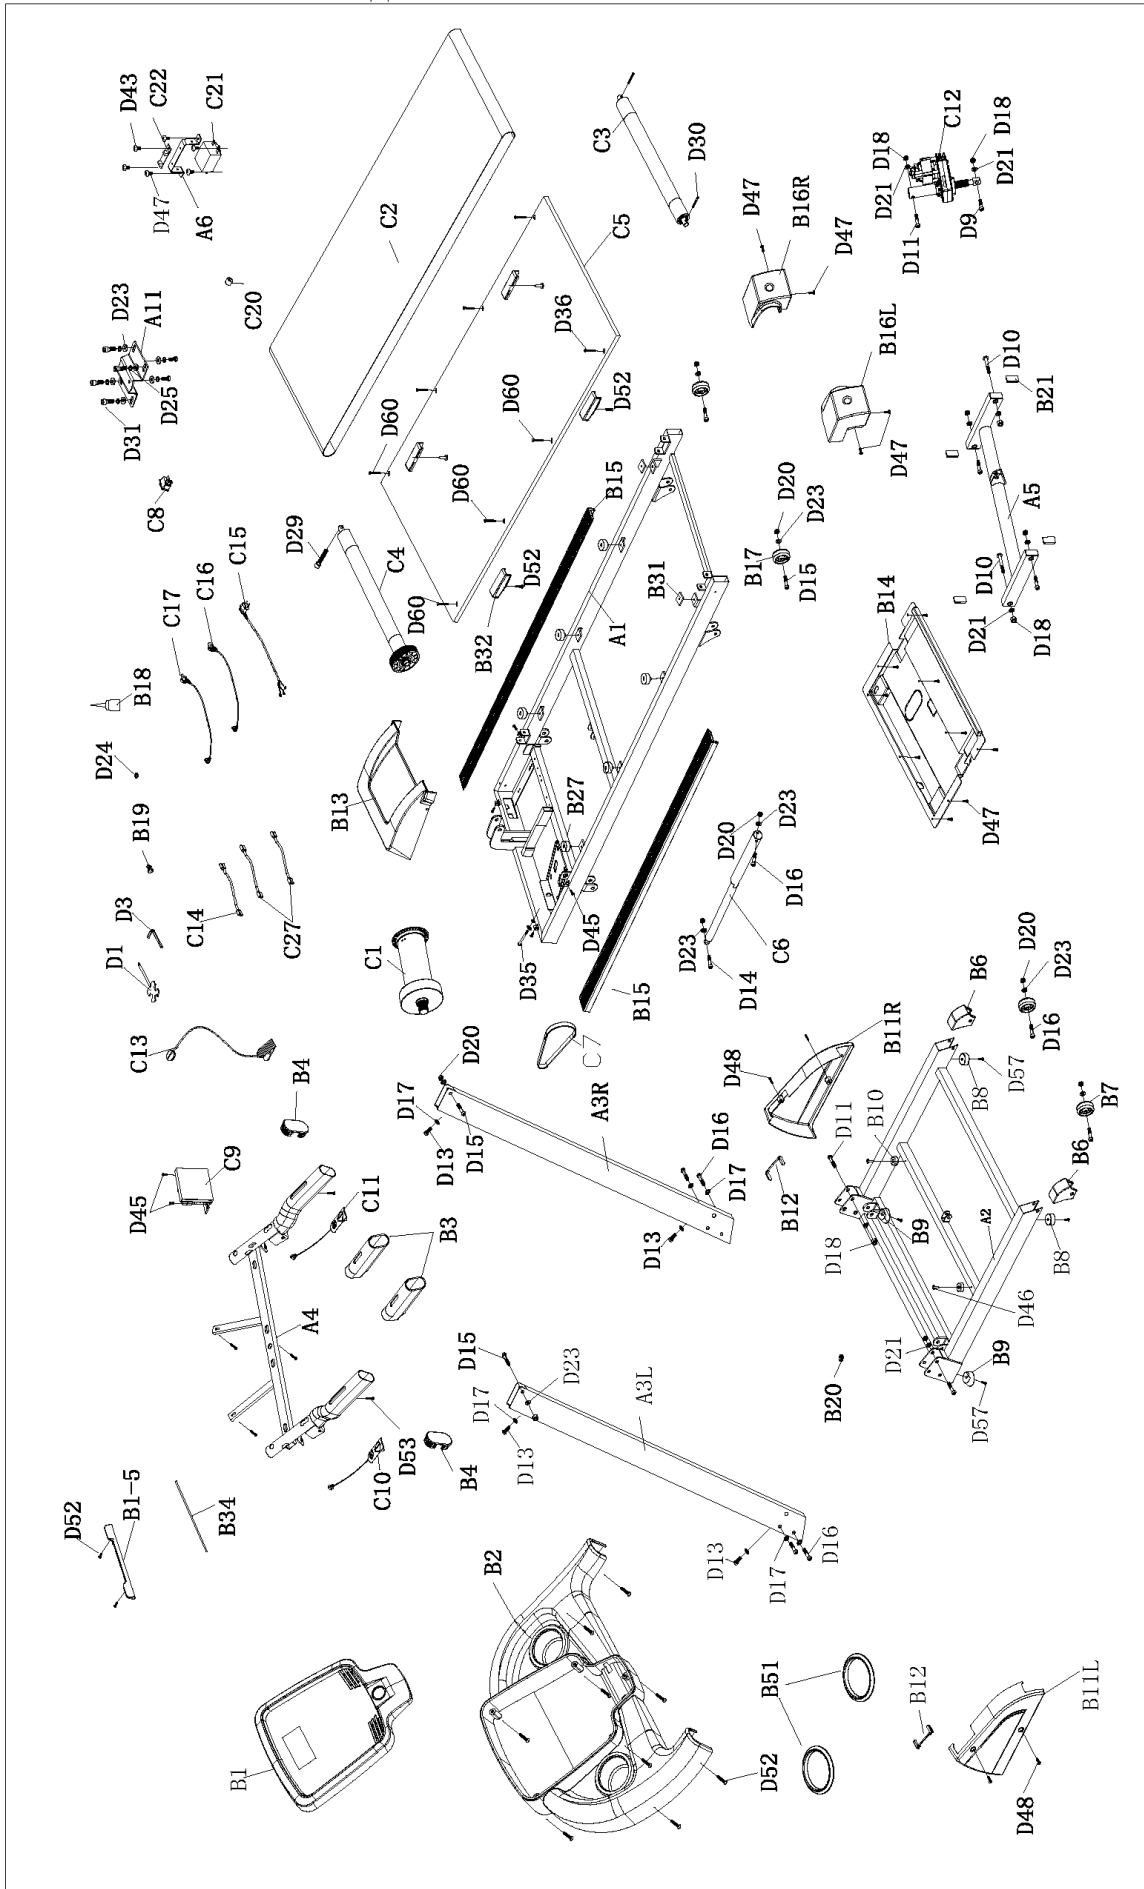 D43
C22
C21
D47
A6
C2
C3
D30
C5
D47
B16R
D47
D18
C12
D18
D21
D21
D11
D9
D23
A11
C20
D31
D25
D36
D52
D60
D60
B16L
D10
B21
D47
C8
D29
C4
D60
D52
B15
D20
D23
B17
D15
A5
D10
C17
C16
C15
D60
B32
A1
B31
B14
D21
D18
B18
D24
B19
B13
B27
D20
D23
D16
D47
D3
D1
C14
C27
C1
D35
D45
D23
D14
C6
B15
C13
B4
C7
D20
D17
D13
D15
A3R
D16
D17
D13
D48
B11R
B12
D11
B10
B6
D20
D23
D16
D57
B8
B7
B6
C9
D45
C11
B3
A4
D18
B9
A2
B8
D46
D21
B9
D57
B20
D15
D23
D17
D13
A3L
C10
D53
B4
D52
B1-5
B34
D13
D17
D16
B2
B51
D52
B1
B12
B11L
D48